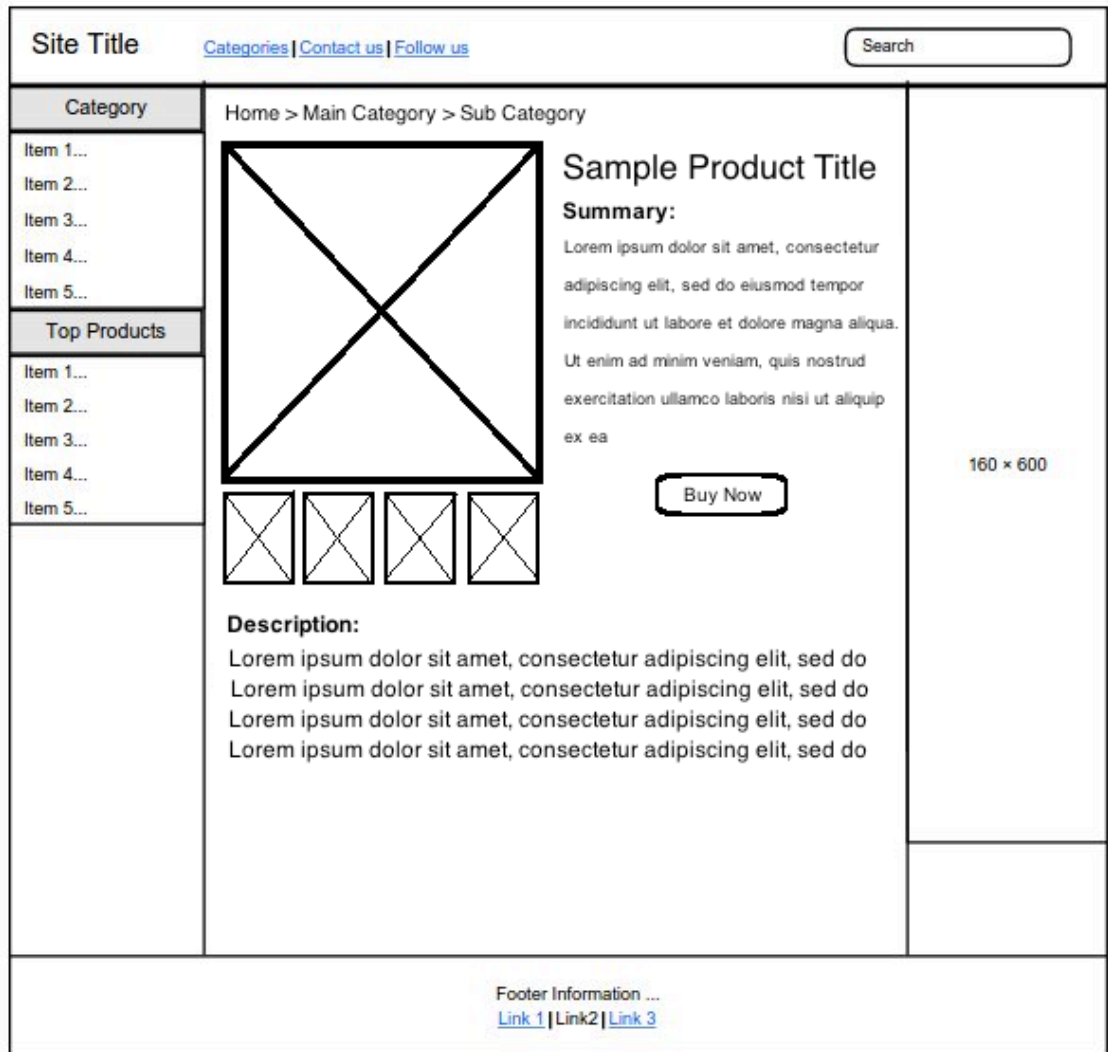 Site Title
Categories|Contact us|Follow us
Search
Category
Item 1...
Item 2...
Item 3...
Item 4...
Item 5...
Top Products
Item 1...
Item 2...
Item 3...
Item 4...
Item 5...
Home > Main Category > Sub Category
Sample Product Title
Summary:
Lorem ipsum dolor sit amet, consectetur
adipiscing elit, sed do eiusmod tempor
incididunt ut labore et dolore magna aliqua.
Ut enim ad minim veniam, quis nostrud
exercitation ullamco laboris nisi ut aliquip
ex ea
Buy Now
Description:
Lorem ipsum dolor sit amet, consectetur adipiscing elit, sed do
Lorem ipsum dolor sit amet, consectetur adipiscing elit, sed do
Lorem ipsum dolor sit amet, consectetur adipiscing elit, sed do
Lorem ipsum dolor sit amet, consectetur adipiscing elit, sed do
160 × 600
Footer Information ...
Link 1|Link2|Link 3